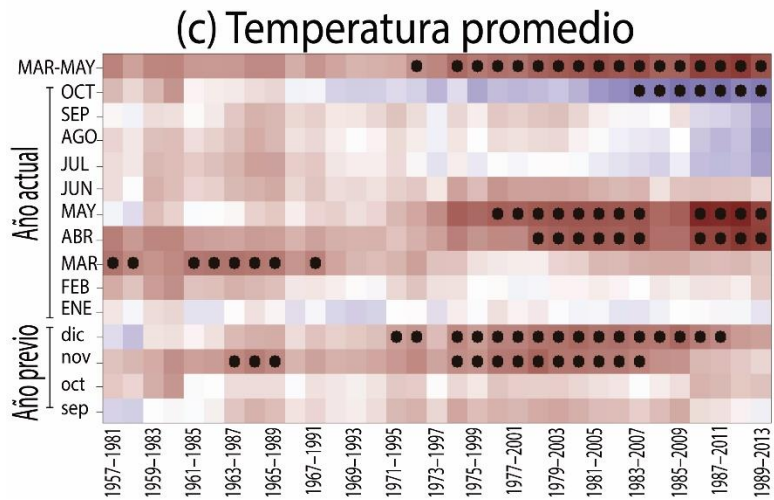 (c) Temperatura promedio
MAR-MAY
OCT
SEP
AGO
JUL
JUN
MAY
ABR
MAR
FEB
ENE
dic
nov
oct
sep
Año actual
Año previo
1957–1981
1959–1983
1961–1985
1963–1987
1965–1989
1967–1991
1969–1993
1971–1995
1973–1997
1975–1999
1977–2001
1979–2003
1981–2005
1983–2007
1985–2009
1987–2011
1989–2013